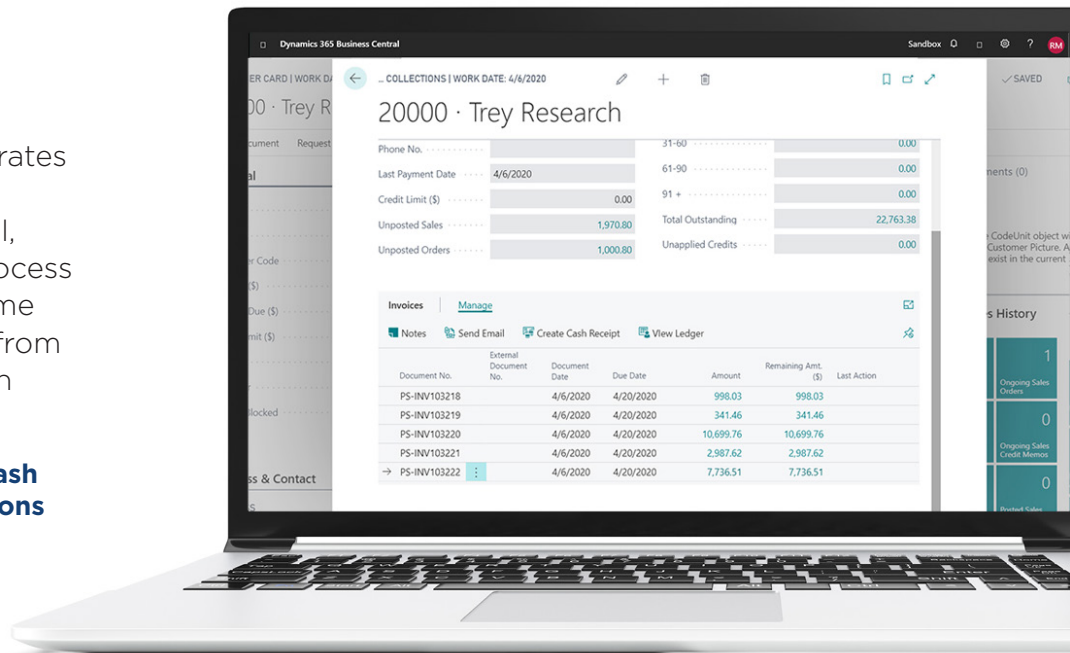 rates
l,
ocess
me
from
n
ash
ons
Dynamics 365 Business Central
Sandbox ? RM
ER CARD | WORK DA
← ... COLLECTIONS | WORK DATE: 4/6/2020
✓ SAVED
00 · Trey R
20000 · Trey Research
cument Request
Phone No.
31-60 0.00
al
Last Payment Date 4/6/2020
61-90 0.00
ments (0)
Credit Limit ($) 0.00
91 + 0.00
Unposted Sales 1,970.80
Total Outstanding 22,763.38
Unposted Orders 1,000.80
Unapplied Credits 0.00
CodeUnit object wi
Customer Picture. A
exist in the current
er Code
($)
Due ($)
mit ($)
Blocked
ss & Contact
s
Invoices Manage
Notes Send Email Create Cash Receipt View Ledger
Document No. External Document No. Document Date Due Date Amount Remaining Amt. ($) Last Action
PS-INV103218 4/6/2020 4/20/2020 998.03 998.03
PS-INV103219 4/6/2020 4/20/2020 341.46 341.46
PS-INV103220 4/6/2020 4/20/2020 10,699.76 10,699.76
PS-INV103221 4/6/2020 4/20/2020 2,987.62 2,987.62
→ PS-INV103222 4/6/2020 4/20/2020 7,736.51 7,736.51
s History
1
Ongoing Sales
Orders
0
Ongoing Sales
Credit Memos
0
Posted Sales
Enter
Shift
Alt
Ctrl